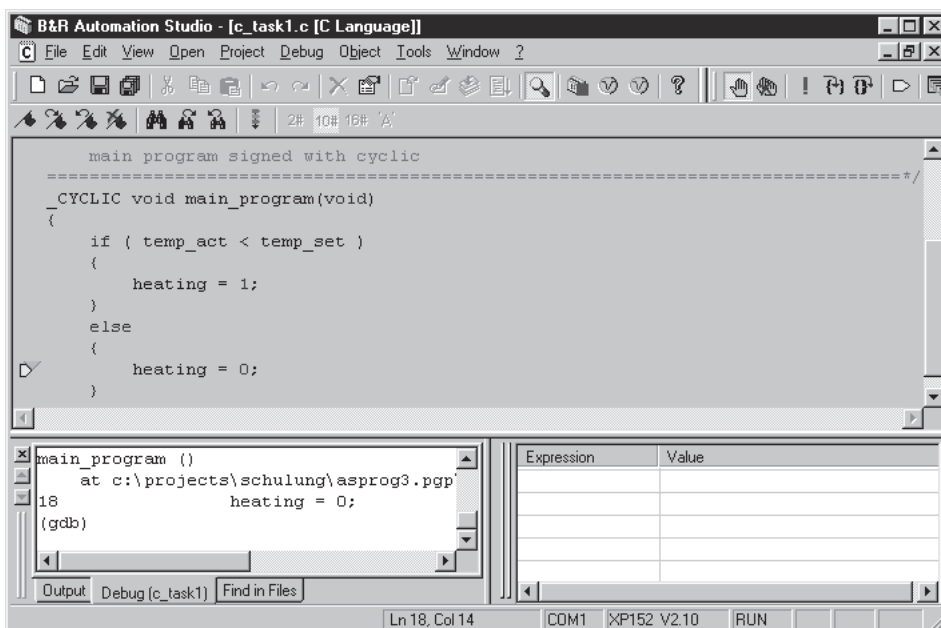 B&R Automation Studio - [c_task1.c [C Language]]
File Edit View Open Project Debug Object Tools Window ?
2# 10# 16# 'A'
main program signed with cyclic
================================================================================*/
_CYCLIC void main_program(void)
{
if ( temp_act < temp_set )
{
heating = 1;
}
else
{
heating = 0;
}
main_program ()
at c:\projects\schulung\asprog3.pgp
18 heating = 0;
(gdb)
Expression Value
Output Debug (c_task1) Find in Files
Ln 18, Col 14 COM1 XP152 V2.10 RUN